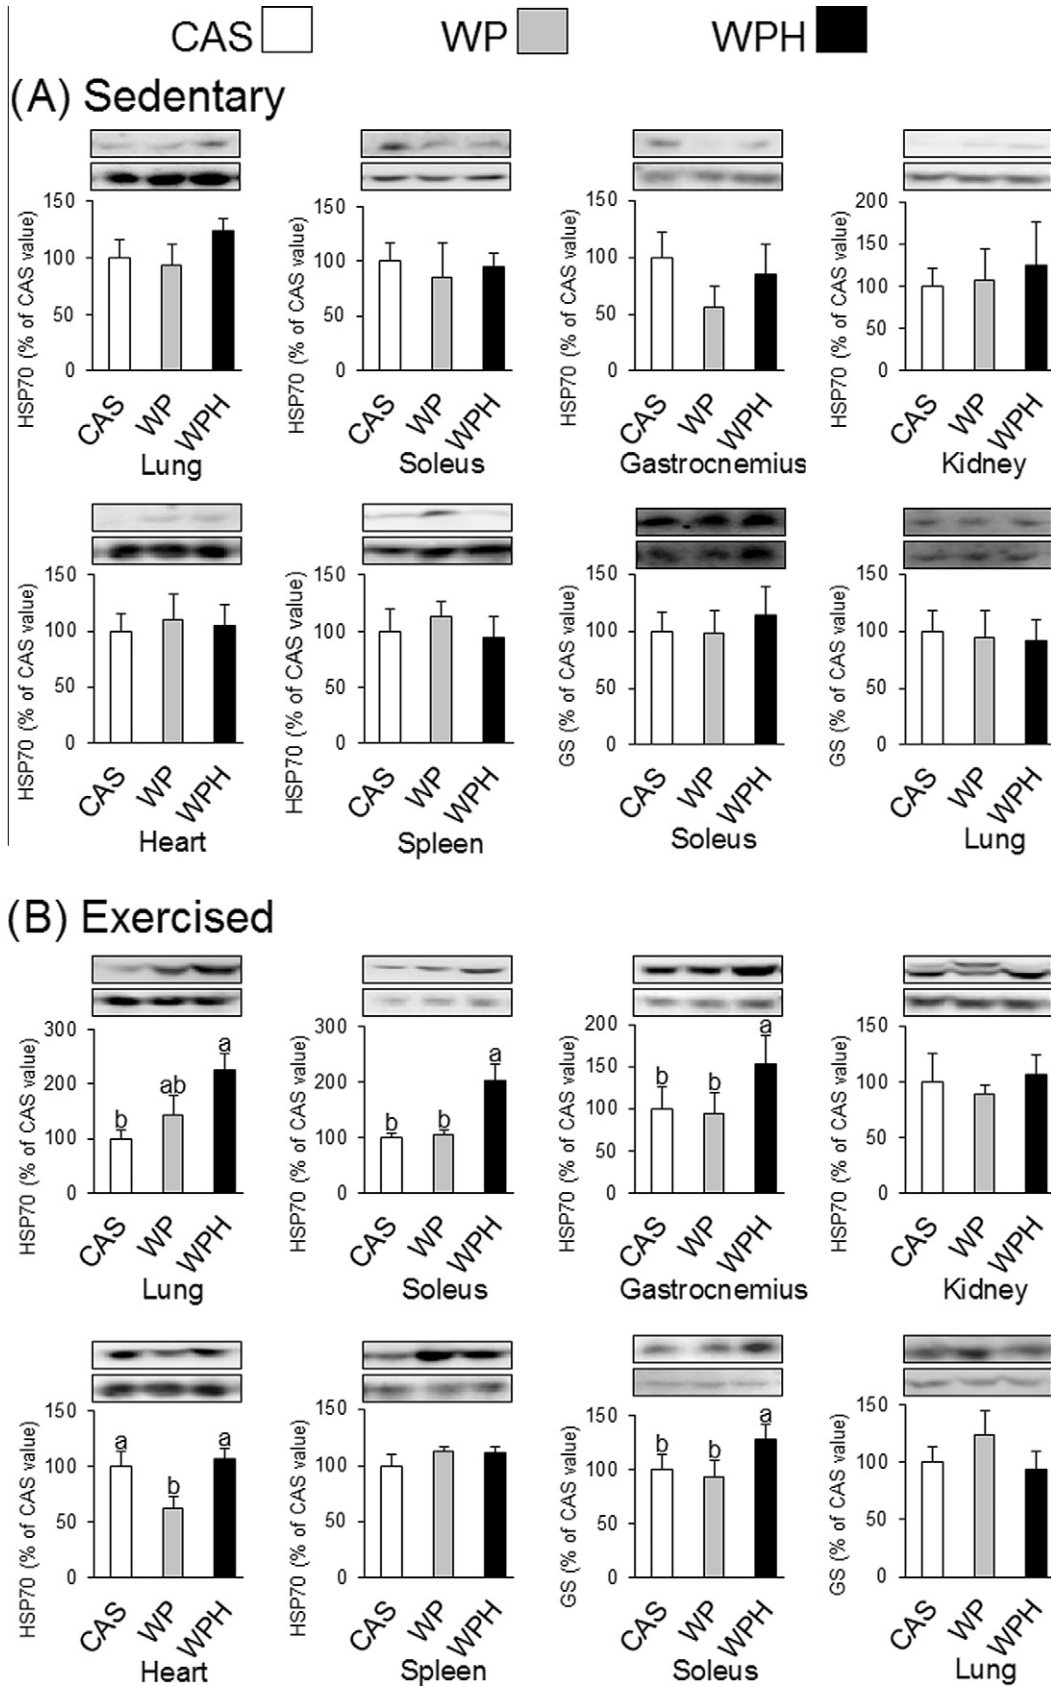 CAS WP WPH
(A) Sedentary
HSP70 (% of CAS value)
150
100
50
0
CAS WP WPH
Lung
HSP70 (% of CAS value)
150
100
50
0
CAS WP WPH
Soleus
HSP70 (% of CAS value)
150
100
50
0
CAS WP WPH
Gastrocnemius
HSP70 (% of CAS value)
200
150
100
50
0
CAS WP WPH
Kidney
HSP70 (% of CAS value)
150
100
50
0
CAS WP WPH
Heart
HSP70 (% of CAS value)
150
100
50
0
CAS WP WPH
Spleen
GS (% of CAS value)
150
100
50
0
CAS WP WPH
Soleus
GS (% of CAS value)
150
100
50
0
CAS WP WPH
Lung
(B) Exercised
HSP70 (% of CAS value)
300
200
100
0
b ab a
CAS WP WPH
Lung
HSP70 (% of CAS value)
300
200
100
0
b b a
CAS WP WPH
Soleus
HSP70 (% of CAS value)
200
150
100
50
0
b b a
CAS WP WPH
Gastrocnemius
HSP70 (% of CAS value)
150
100
50
0
CAS WP WPH
Kidney
HSP70 (% of CAS value)
150
100
50
0
a b a
CAS WP WPH
Heart
HSP70 (% of CAS value)
150
100
50
0
CAS WP WPH
Spleen
GS (% of CAS value)
150
100
50
0
b b a
CAS WP WPH
Soleus
GS (% of CAS value)
150
100
50
0
CAS WP WPH
Lung